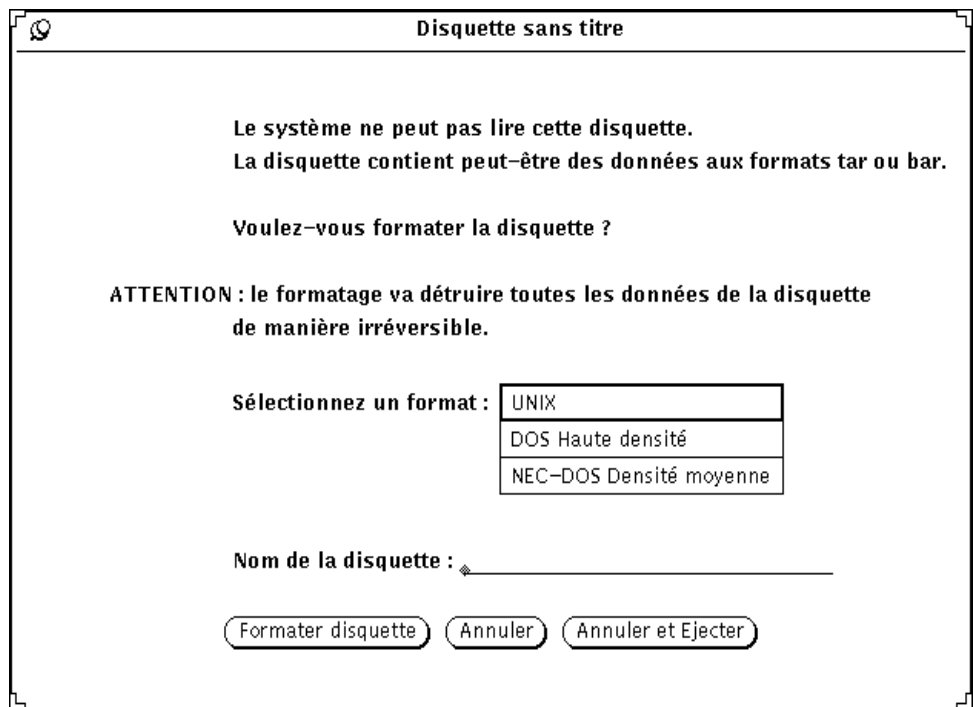 Disquette sans titre
Le système ne peut pas lire cette disquette.
La disquette contient peut-être des données aux formats tar ou bar.
Voulez-vous formater la disquette ?
ATTENTION : le formatage va détruire toutes les données de la disquette
de manière irréversible.
Sélectionnez un format : UNIX
DOS Haute densité
NEC-DOS Densité moyenne
Nom de la disquette :
Formater disquette Annuler Annuler et Ejecter